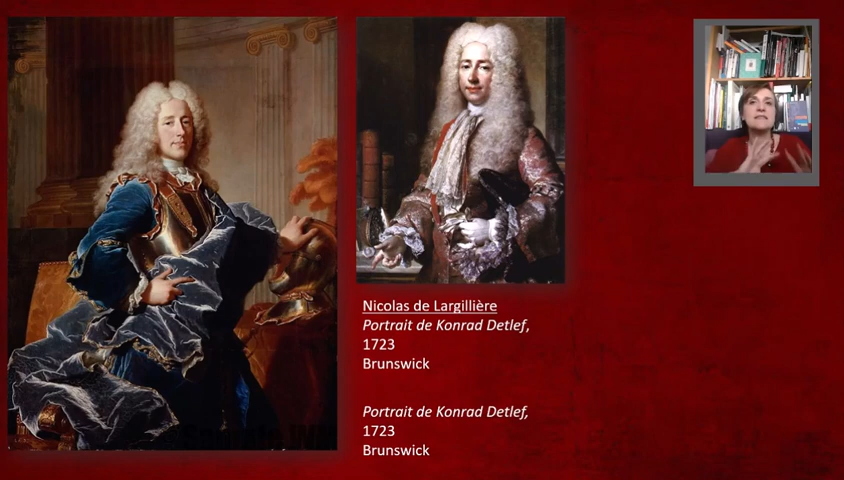 Nicolas de Largillière
Portrait de Konrad Detlef,
1723
Brunswick
Portrait de Konrad Detlef,
1723
Brunswick